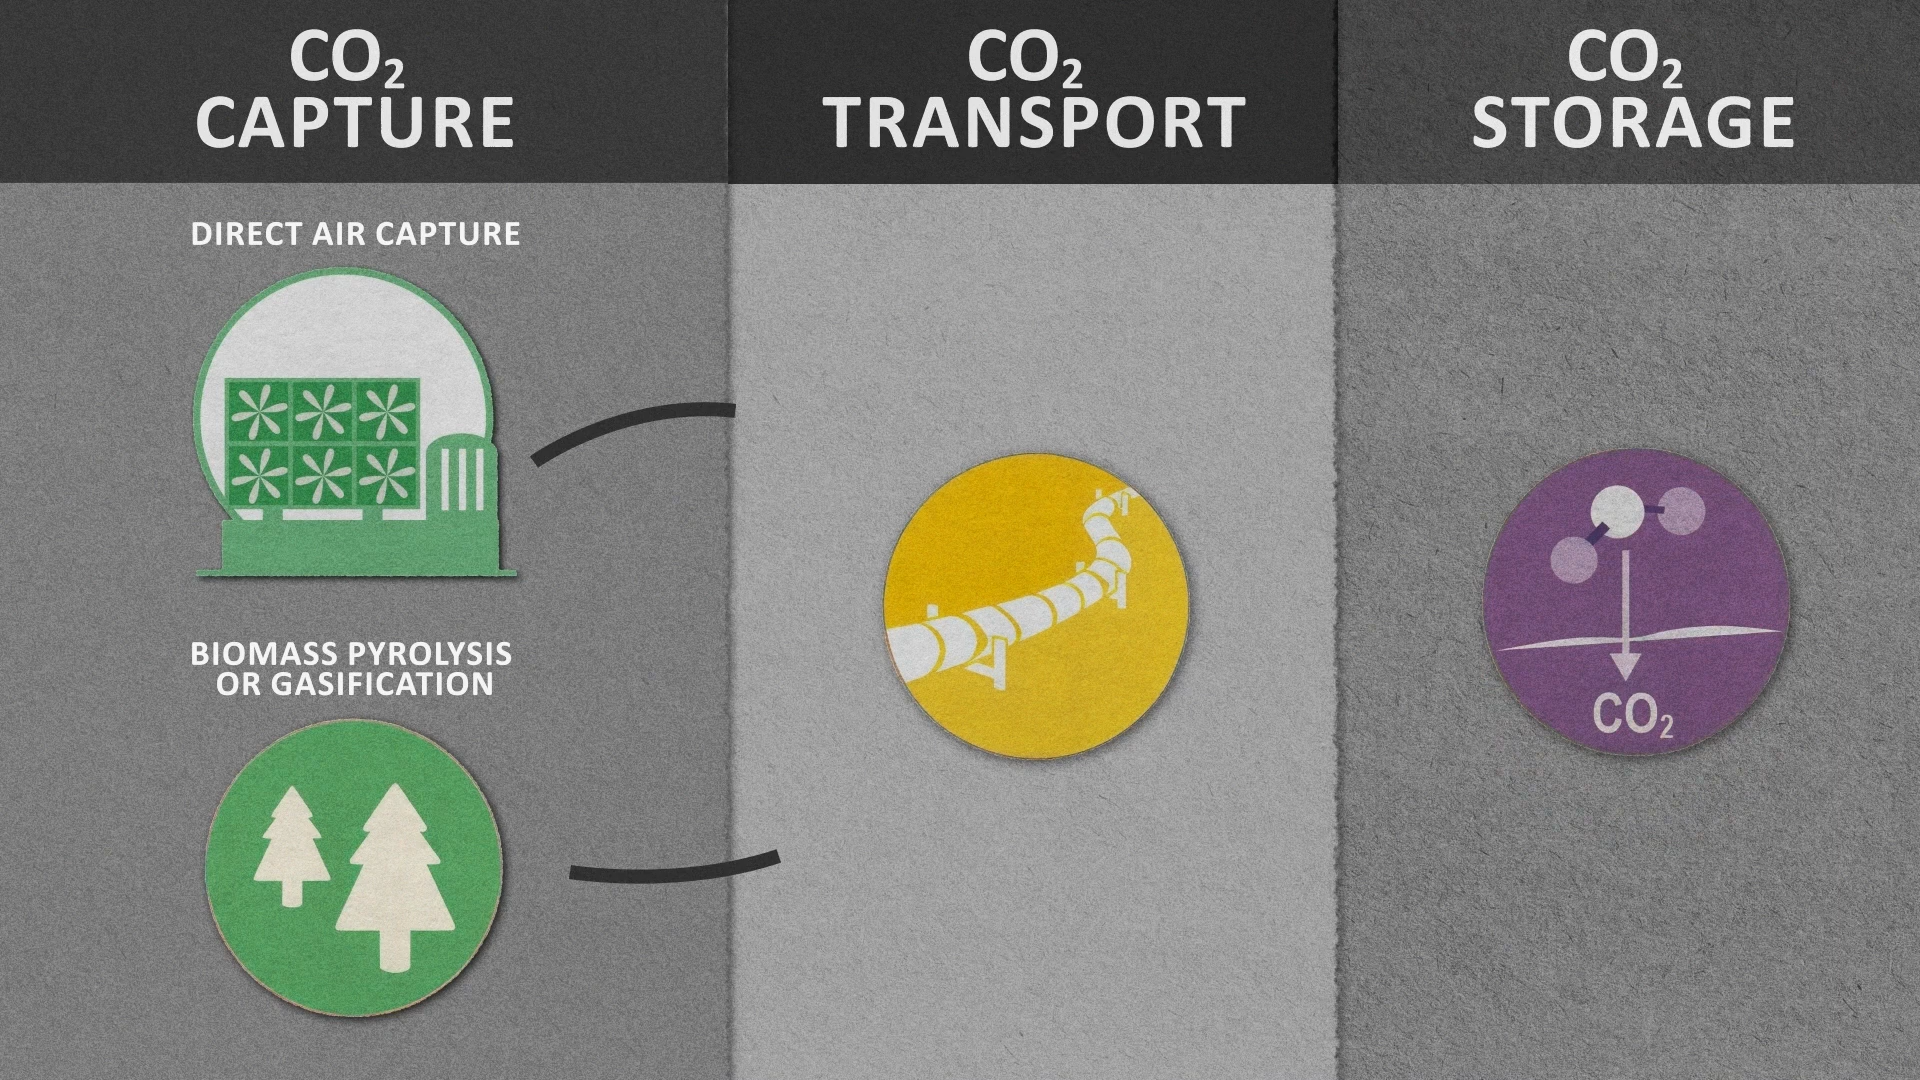 CO₂
CAPTURE
CO₂
TRANSPORT
CO₂
STORAGE
DIRECT AIR CAPTURE
BIOMASS PYROLYSIS
OR GASIFICATION
CO₂